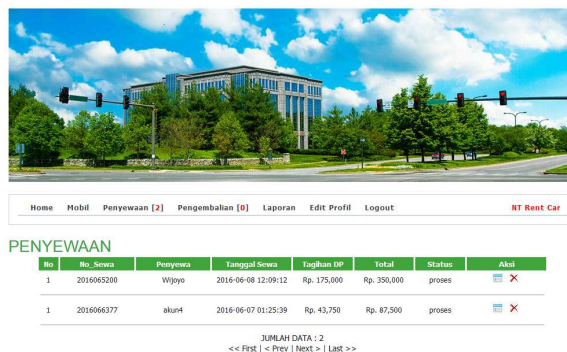 Home Mobil Penyewaan [2] Pengembalian [0] Laporan Edit Profil Logout NT Rent Car
PENYEWAAN
No No_Sewa Penyewa Tanggal Sewa Tagihan DP Total Status Aksi
1 2016065200 Wijoyo 2016-06-08 12:09:12 Rp. 175,000 Rp. 350,000 proses
1 2016066377 akun4 2016-06-07 01:25:39 Rp. 43,750 Rp. 87,500 proses
JUMLAH DATA : 2
<< First | < Prev | Next > | Last >>